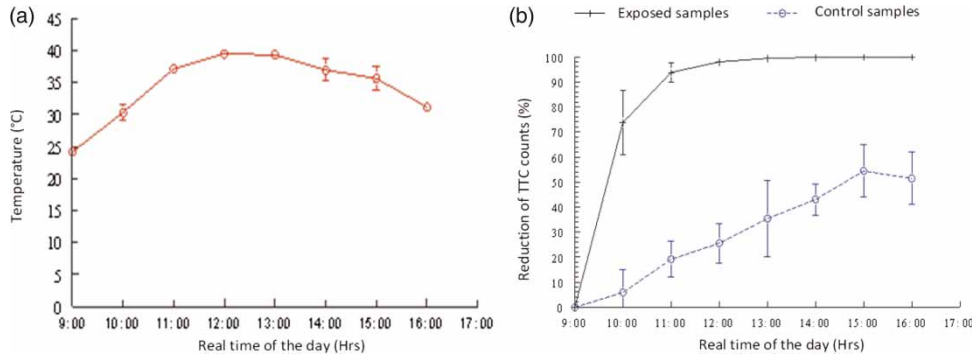 (a)
45
40
35
30
25
20
15
10
5
0
Temperature (°C)
9:00 10:00 11:00 12:00 13:00 14:00 15:00 16:00 17:00
Real time of the day (Hrs)
(b)
Exposed samples
Control samples
100
90
80
70
60
50
40
30
20
10
0
Reduction of TTC counts (%)
9:00 10:00 11:00 12:00 13:00 14:00 15:00 16:00 17:00
Real time of the day (Hrs)